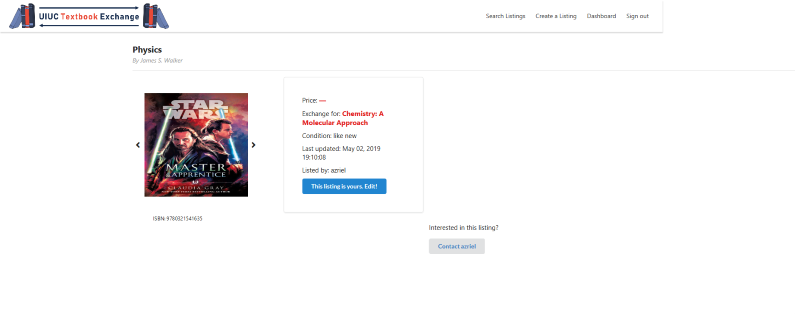 UIUC Textbook Exchange
Search Listings
Create a Listing
Dashboard
Sign out
Physics
By James S. Walker
STAR
WARS
MASTER
APPRENTICE
CLAUDIA GRAY
Price: —
Exchange for: Chemistry: A
Molecular Approach
Condition: like new
Last updated: May 02, 2019
19:10:08
Listed by: azriel
This listing is yours. Edit!
ISBN: 9780321541635
Interested in this listing?
Contact azriel